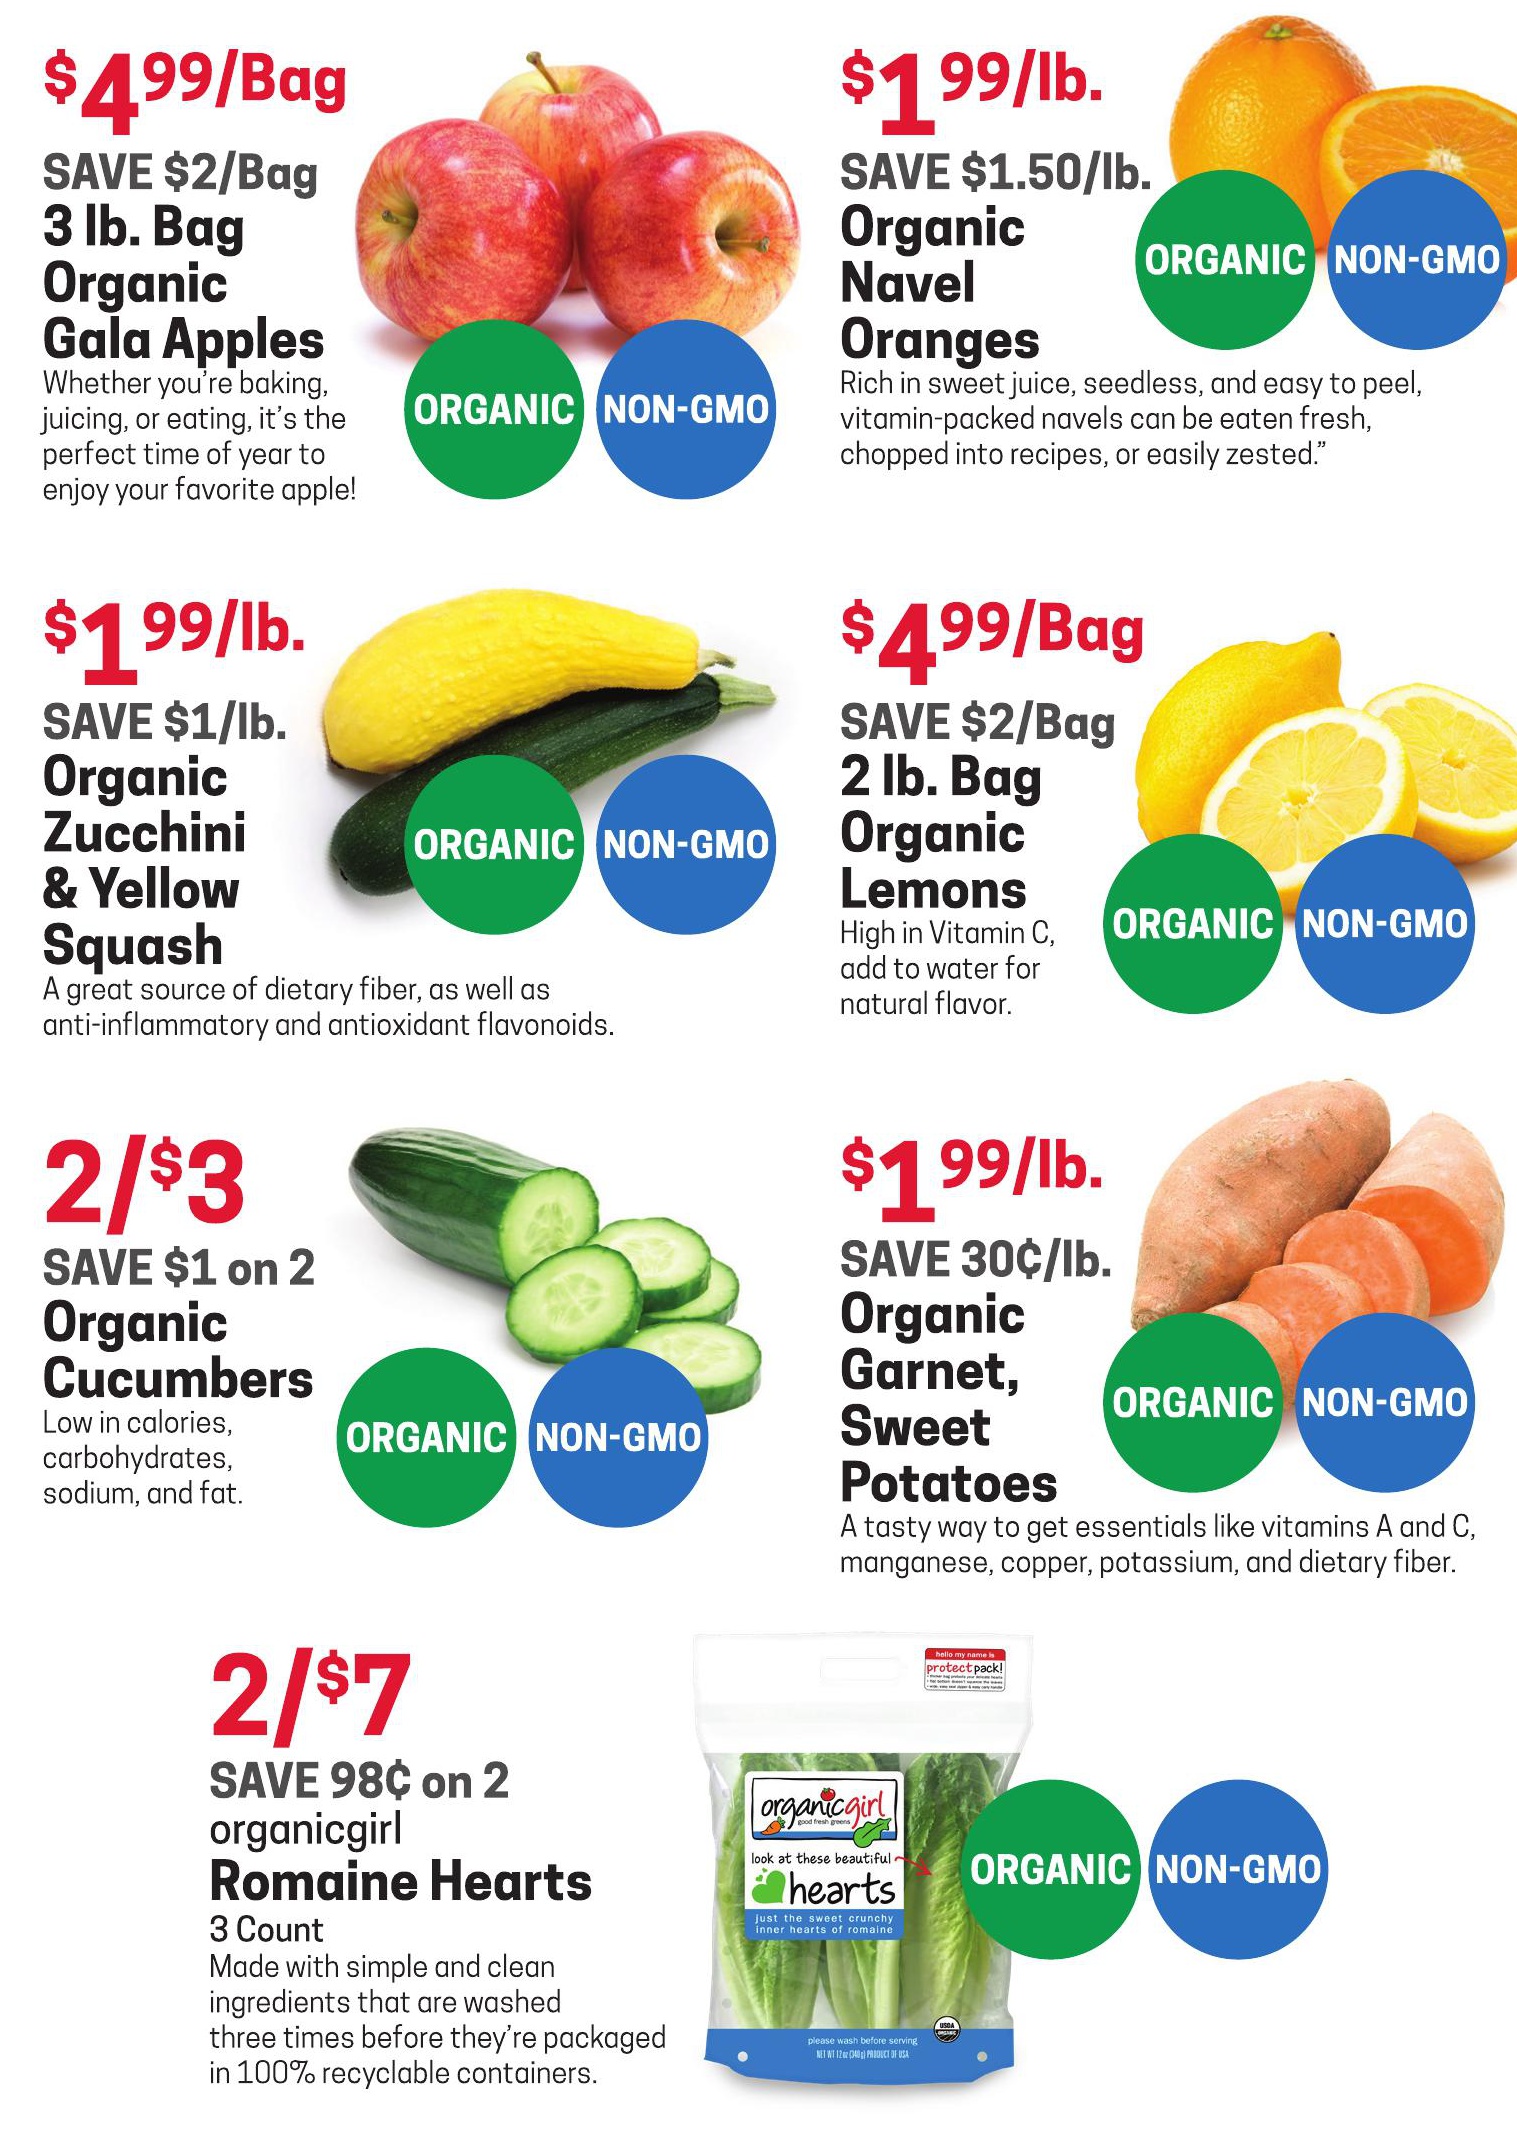 $4 99/Bag
SAVE $2/Bag
3 lb. Bag
Organic
Gala Apples
Whether you're baking,
juicing, or eating, it's the
perfect time of year to
enjoy your favorite apple!
ORGANIC
NON-GMO
$1 99/lb.
SAVE $1.50/lb.
Organic
Navel
Oranges
Rich in sweet juice, seedless, and easy to peel,
vitamin-packed navels can be eaten fresh,
chopped into recipes, or easily zested.”
ORGANIC
NON-GMO
$1 99/lb.
SAVE $1/lb.
Organic
Zucchini
& Yellow
Squash
A great source of dietary fiber, as well as
anti-inflammatory and antioxidant flavonoids.
ORGANIC
NON-GMO
$4 99/Bag
SAVE $2/Bag
2 lb. Bag
Organic
Lemons
High in Vitamin C,
add to water for
natural flavor.
ORGANIC
NON-GMO
2/$3
SAVE $1 on 2
Organic
Cucumbers
Low in calories,
carbohydrates,
sodium, and fat.
ORGANIC
NON-GMO
$1 99/lb.
SAVE 30¢/lb.
Organic
Garnet,
Sweet
Potatoes
A tasty way to get essentials like vitamins A and C,
manganese, copper, potassium, and dietary fiber.
ORGANIC
NON-GMO
2/$7
SAVE 98¢ on 2
organicgirl
Romaine Hearts
3 Count
Made with simple and clean
ingredients that are washed
three times before they're packaged
in 100% recyclable containers.
hello my name is
protectpack!
organicgirl
good fresh greens
look at these beautiful
hearts
just the sweet crunchy
inner hearts of romaine
USDA
ORGANIC
please wash before serving
NET WT 12oz (340g) PRODUCT OF USA
ORGANIC
NON-GMO